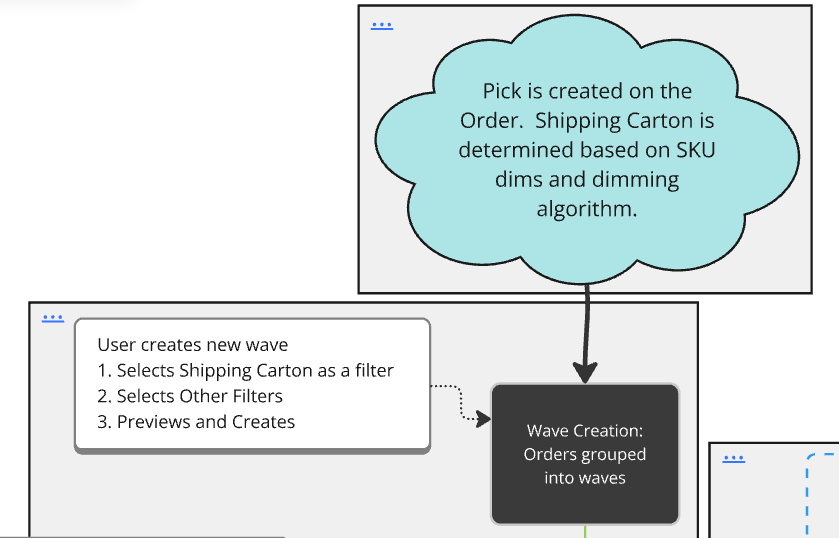 ...
Pick is created on the
Order. Shipping Carton is
determined based on SKU
dims and dimming
algorithm.
...
User creates new wave
1. Selects Shipping Carton as a filter
2. Selects Other Filters
3. Previews and Creates
Wave Creation:
Orders grouped
into waves
...